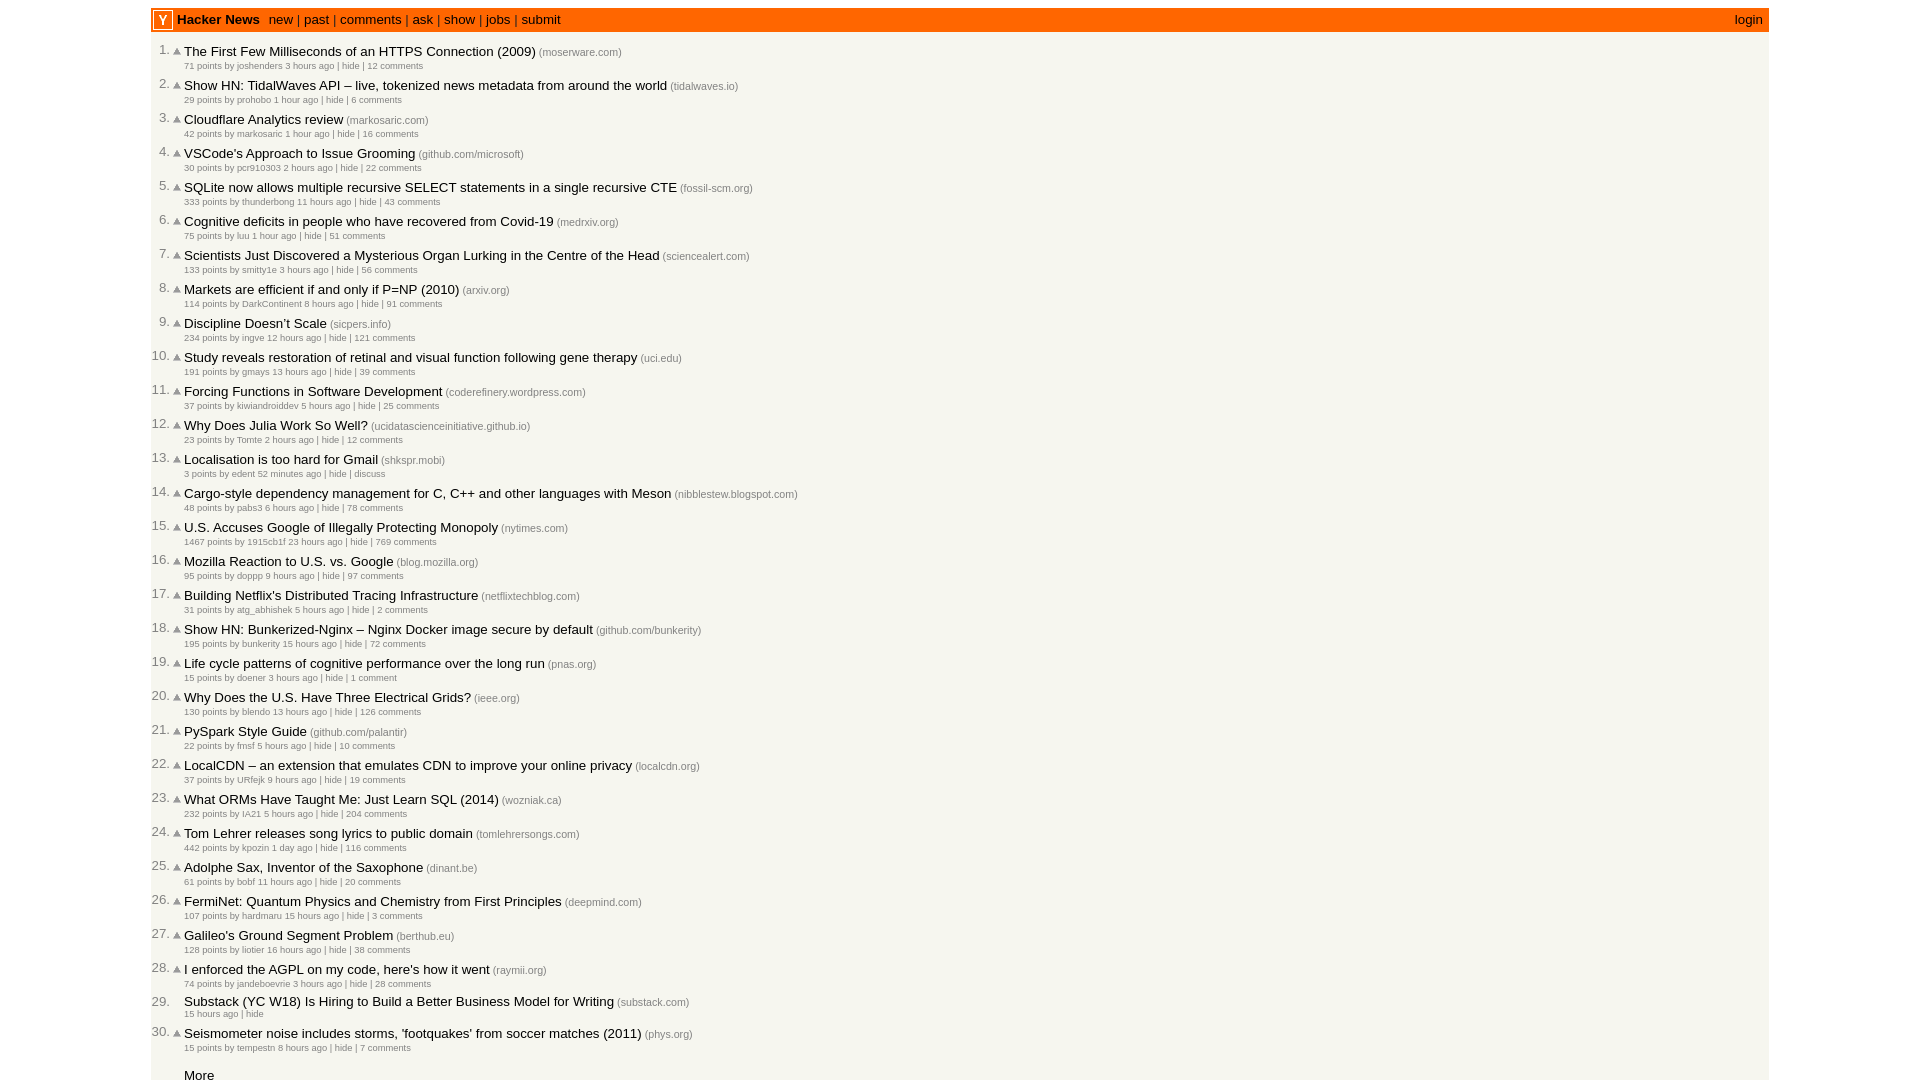 Y Hacker News new | past | comments | ask | show | jobs | submit login
1. The First Few Milliseconds of an HTTPS Connection (2009) (moserware.com)
71 points by joshenders 3 hours ago | hide | 12 comments
2. Show HN: TidalWaves API – live, tokenized news metadata from around the world (tidalwaves.io)
29 points by prohobo 1 hour ago | hide | 6 comments
3. Cloudflare Analytics review (markosaric.com)
42 points by markosaric 1 hour ago | hide | 16 comments
4. VSCode's Approach to Issue Grooming (github.com/microsoft)
30 points by pcr910303 2 hours ago | hide | 22 comments
5. SQLite now allows multiple recursive SELECT statements in a single recursive CTE (fossil-scm.org)
333 points by thunderbong 11 hours ago | hide | 43 comments
6. Cognitive deficits in people who have recovered from Covid-19 (medrxiv.org)
75 points by luu 1 hour ago | hide | 51 comments
7. Scientists Just Discovered a Mysterious Organ Lurking in the Centre of the Head (sciencealert.com)
133 points by smitty1e 3 hours ago | hide | 56 comments
8. Markets are efficient if and only if P=NP (2010) (arxiv.org)
114 points by DarkContinent 8 hours ago | hide | 91 comments
9. Discipline Doesn’t Scale (sicpers.info)
234 points by ingve 12 hours ago | hide | 121 comments
10. Study reveals restoration of retinal and visual function following gene therapy (uci.edu)
191 points by gmays 13 hours ago | hide | 39 comments
11. Forcing Functions in Software Development (coderefinery.wordpress.com)
37 points by kiwiandroiddev 5 hours ago | hide | 25 comments
12. Why Does Julia Work So Well? (ucidatascienceinitiative.github.io)
23 points by Tomte 2 hours ago | hide | 12 comments
13. Localisation is too hard for Gmail (shkspr.mobi)
3 points by edent 52 minutes ago | hide | discuss
14. Cargo-style dependency management for C, C++ and other languages with Meson (nibblestew.blogspot.com)
48 points by pabs3 6 hours ago | hide | 78 comments
15. U.S. Accuses Google of Illegally Protecting Monopoly (nytimes.com)
1467 points by 1915cb1f 23 hours ago | hide | 769 comments
16. Mozilla Reaction to U.S. vs. Google (blog.mozilla.org)
95 points by doppp 9 hours ago | hide | 97 comments
17. Building Netflix's Distributed Tracing Infrastructure (netflixtechblog.com)
31 points by atg_abhishek 5 hours ago | hide | 2 comments
18. Show HN: Bunkerized-Nginx – Nginx Docker image secure by default (github.com/bunkerity)
195 points by bunkerity 15 hours ago | hide | 72 comments
19. Life cycle patterns of cognitive performance over the long run (pnas.org)
15 points by doener 3 hours ago | hide | 1 comment
20. Why Does the U.S. Have Three Electrical Grids? (ieee.org)
130 points by blendo 13 hours ago | hide | 126 comments
21. PySpark Style Guide (github.com/palantir)
22 points by fmsf 5 hours ago | hide | 10 comments
22. LocalCDN – an extension that emulates CDN to improve your online privacy (localcdn.org)
37 points by URfejk 9 hours ago | hide | 19 comments
23. What ORMs Have Taught Me: Just Learn SQL (2014) (wozniak.ca)
232 points by IA21 5 hours ago | hide | 204 comments
24. Tom Lehrer releases song lyrics to public domain (tomlehrersongs.com)
442 points by kpozin 1 day ago | hide | 116 comments
25. Adolphe Sax, Inventor of the Saxophone (dinant.be)
61 points by bobf 11 hours ago | hide | 20 comments
26. FermiNet: Quantum Physics and Chemistry from First Principles (deepmind.com)
107 points by hardmaru 15 hours ago | hide | 3 comments
27. Galileo's Ground Segment Problem (berthub.eu)
128 points by liotier 16 hours ago | hide | 38 comments
28. I enforced the AGPL on my code, here's how it went (raymii.org)
74 points by jandeboevrie 3 hours ago | hide | 28 comments
29. Substack (YC W18) Is Hiring to Build a Better Business Model for Writing (substack.com)
15 hours ago | hide
30. Seismometer noise includes storms, 'footquakes' from soccer matches (2011) (phys.org)
15 points by tempestn 8 hours ago | hide | 7 comments
More